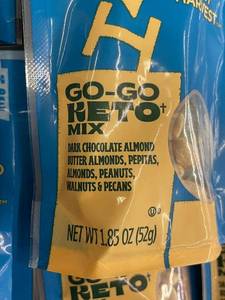 HARVEST
GO-GO
KETO†
MIX
DARK CHOCOLATE ALMOND
BUTTER ALMONDS, PEPITAS,
ALMONDS, PEANUTS,
WALNUTS & PECANS
NET WT 1.85 OZ (52g)
GO-GO
KETO†